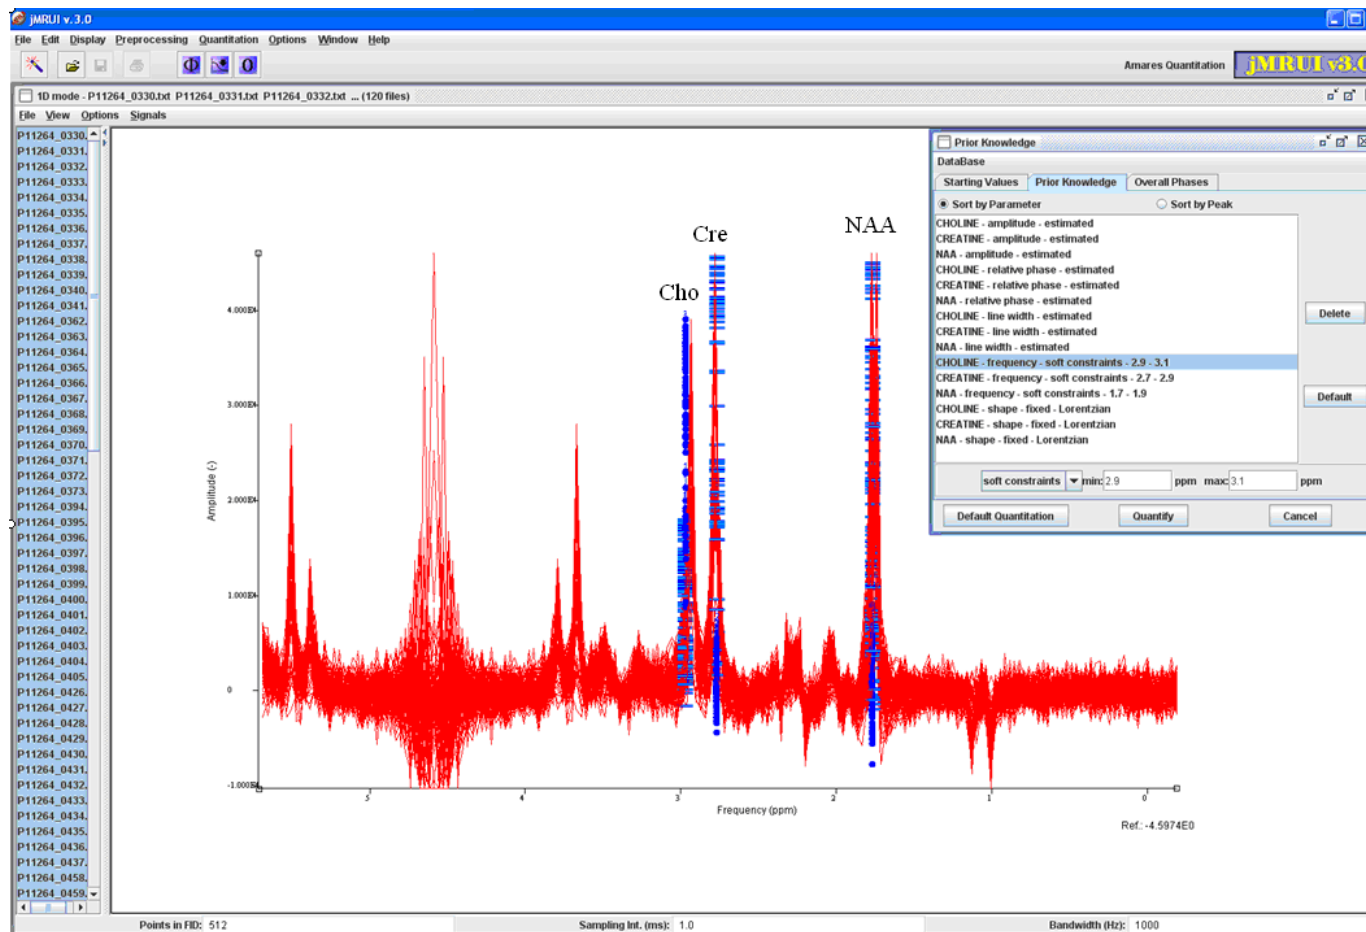 jMRUI v. 3.0
File Edit Display Preprocessing Quantitation Options Window Help
Amares Quantitation
jMRUI v3.0
1D mode - P11264_0330.txt P11264_0331.txt P11264_0332.txt ... (120 files)
File View Options Signals
P11264_0330.
P11264_0331.
P11264_0332.
P11264_0333.
P11264_0334.
P11264_0335.
P11264_0336.
P11264_0337.
P11264_0338.
P11264_0339.
P11264_0340.
P11264_0341.
P11264_0362.
P11264_0363.
P11264_0364.
P11264_0365.
P11264_0366.
P11264_0367.
P11264_0368.
P11264_0369.
P11264_0370.
P11264_0371.
P11264_0372.
P11264_0373.
P11264_0394.
P11264_0395.
P11264_0396.
P11264_0397.
P11264_0398.
P11264_0399.
P11264_0400.
P11264_0401.
P11264_0402.
P11264_0403.
P11264_0404.
P11264_0405.
P11264_0426.
P11264_0427.
P11264_0428.
P11264_0429.
P11264_0430.
P11264_0431.
P11264_0432.
P11264_0433.
P11264_0434.
P11264_0435.
P11264_0436.
P11264_0437.
P11264_0458.
P11264_0459.
Cho
Cre
NAA
Amplitude (-)
4.000E4
3.000E4
2.000E4
1.000E4
0
-1.000E4
5 4 3 2 1 0
Frequency (ppm)
Ref.: -4.5974E0
Prior Knowledge
DataBase
Starting Values Prior Knowledge Overall Phases
Sort by Parameter Sort by Peak
CHOLINE - amplitude - estimated
CREATINE - amplitude - estimated
NAA - amplitude - estimated
CHOLINE - relative phase - estimated
CREATINE - relative phase - estimated
NAA - relative phase - estimated
CHOLINE - line width - estimated
CREATINE - line width - estimated
NAA - line width - estimated
CHOLINE - frequency - soft constraints - 2.9 - 3.1
CREATINE - frequency - soft constraints - 2.7 - 2.9
NAA - frequency - soft constraints - 1.7 - 1.9
CHOLINE - shape - fixed - Lorentzian
CREATINE - shape - fixed - Lorentzian
NAA - shape - fixed - Lorentzian
Delete
Default
soft constraints min: 2.9 ppm max: 3.1 ppm
Default Quantitation Quantify Cancel
Points in FID: 512 Sampling Int. (ms): 1.0 Bandwidth (Hz): 1000